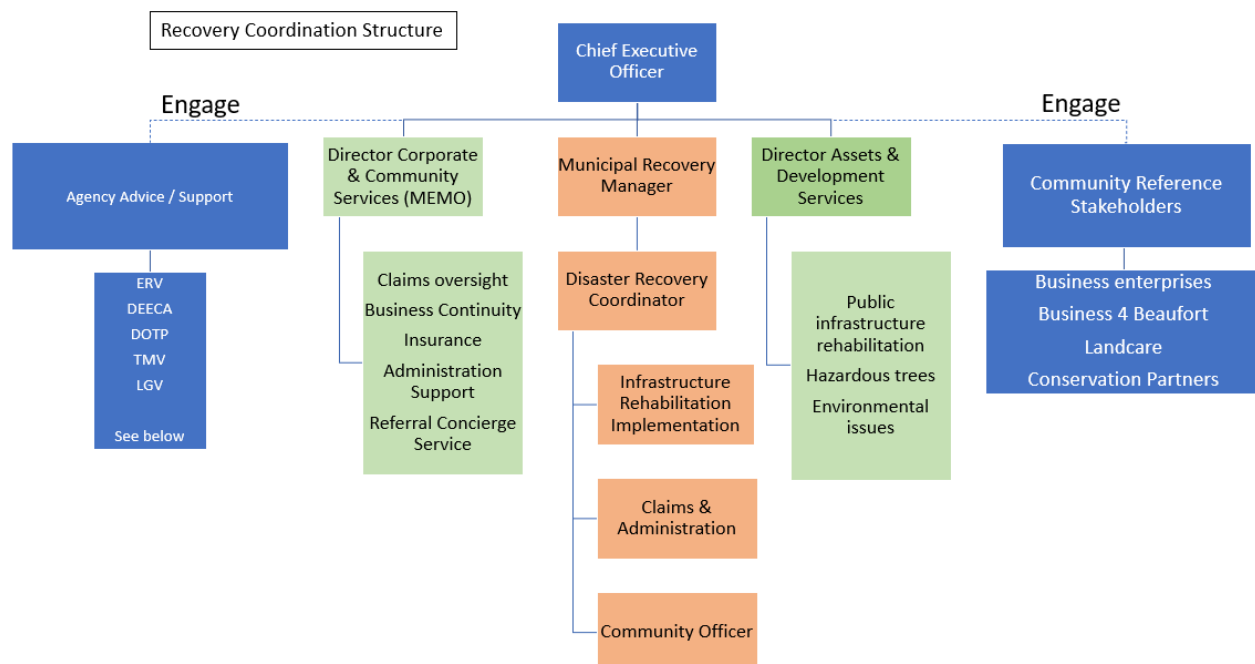 Recovery Coordination Structure
Chief Executive
Officer
Engage
Engage
Agency Advice / Support
ERV
DEECA
DOTP
TMV
LGV
See below
Director Corporate
& Community
Services (MEMO)
Claims oversight
Business Continuity
Insurance
Administration
Support
Referral Concierge
Service
Municipal Recovery
Manager
Disaster Recovery
Coordinator
Infrastructure
Rehabilitation
Implementation
Claims &
Administration
Community Officer
Director Assets &
Development
Services
Public
infrastructure
rehabilitation
Hazardous trees
Environmental
issues
Community Reference
Stakeholders
Business enterprises
Business 4 Beaufort
Landcare
Conservation Partners